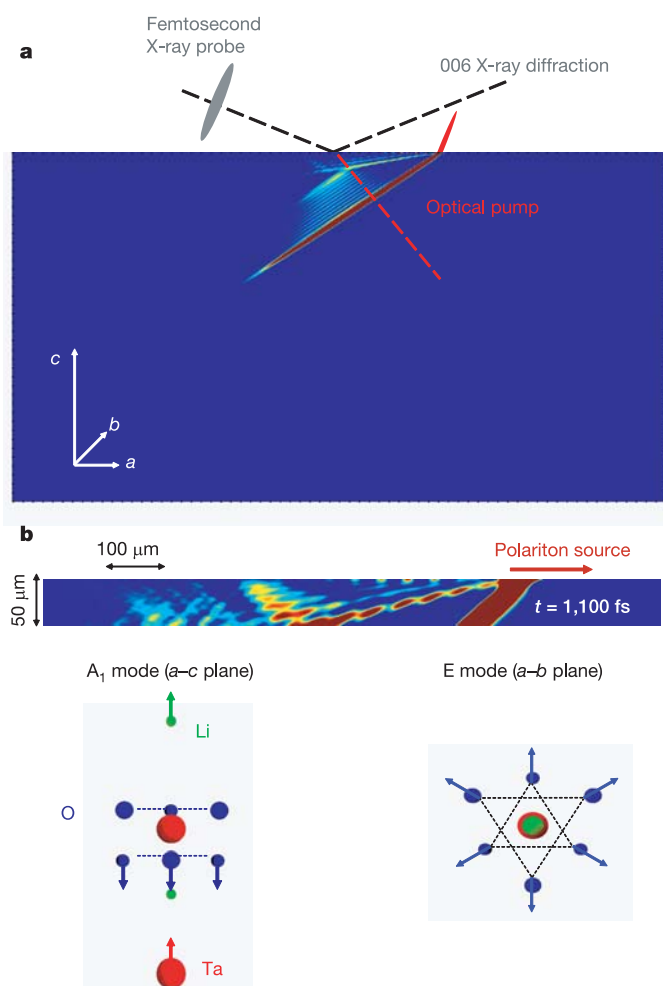 a
Femtosecond
X-ray probe
006 X-ray diffraction
Optical pump
c
b
a
b
100 μm
Polariton source
50 μm
t = 1,100 fs
A₁ mode (a–c plane)
E mode (a–b plane)
Li
O
Ta